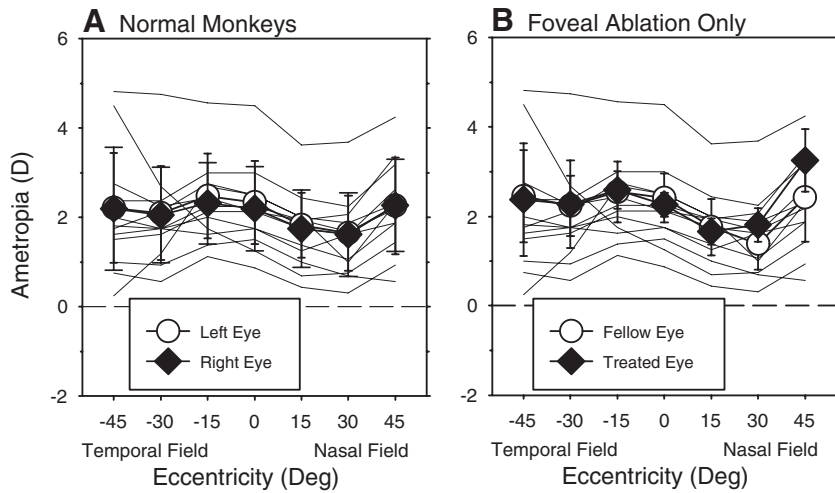 A Normal Monkeys
B Foveal Ablation Only
Ametropia (D)
6
4
2
0
-2
Left Eye
Right Eye
-45 -30 -15 0 15 30 45
Temporal Field Nasal Field
Eccentricity (Deg)
6
4
2
0
-2
Fellow Eye
Treated Eye
-45 -30 -15 0 15 30 45
Temporal Field Nasal Field
Eccentricity (Deg)